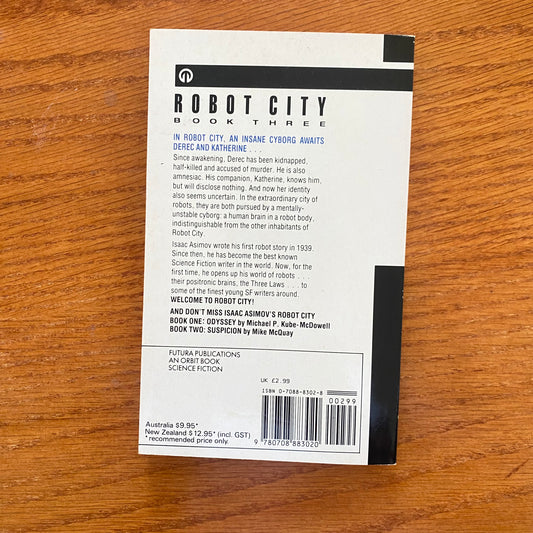 ROBOT CITY
BOOK THREE
IN ROBOT CITY, AN INSANE CYBORG AWAITS
DEREC AND KATHERINE . . .
Since awakening, Derec has been kidnapped,
half-killed and accused of murder. He is also
amnesiac. His companion, Katherine, knows him,
but will disclose nothing. And now her identity
also seems uncertain. In the extraordinary city of
robots, they are both pursued by a mentally-
unstable cyborg: a human brain in a robot body,
indistinguishable from the other inhabitants of
Robot City.
Isaac Asimov wrote his first robot story in 1939.
Since then, he has become the best known
Science Fiction writer in the world. Now, for the
first time, he opens up his world of robots . . .
their positronic brains, the Three Laws . . . to
some of the finest young SF writers around.
WELCOME TO ROBOT CITY!
AND DON'T MISS ISAAC ASIMOV'S ROBOT CITY
BOOK ONE: ODYSSEY by Michael P. Kube-McDowell
BOOK TWO: SUSPICION by Mike McQuay
FUTURA PUBLICATIONS
AN ORBIT BOOK
SCIENCE FICTION
UK £2.99
ISBN 0-7088-8302-8
00299
Australia $9.95*
New Zealand $12.95* (incl. GST)
*recommended price only
9 780708 883020